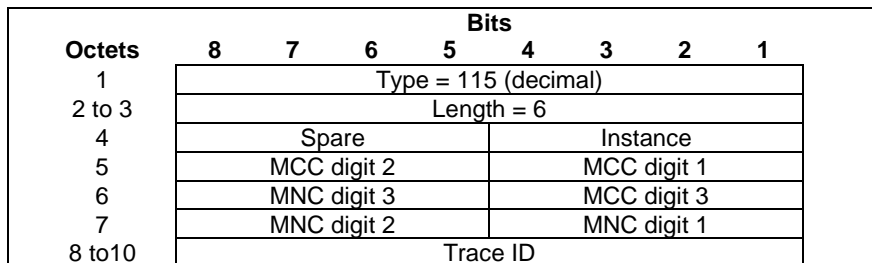 Bits
Octets 8 7 6 5 4 3 2 1
1 Type = 115 (decimal)
2 to 3 Length = 6
4 Spare Instance
5 MCC digit 2 MCC digit 1
6 MNC digit 3 MCC digit 3
7 MNC digit 2 MNC digit 1
8 to10 Trace ID